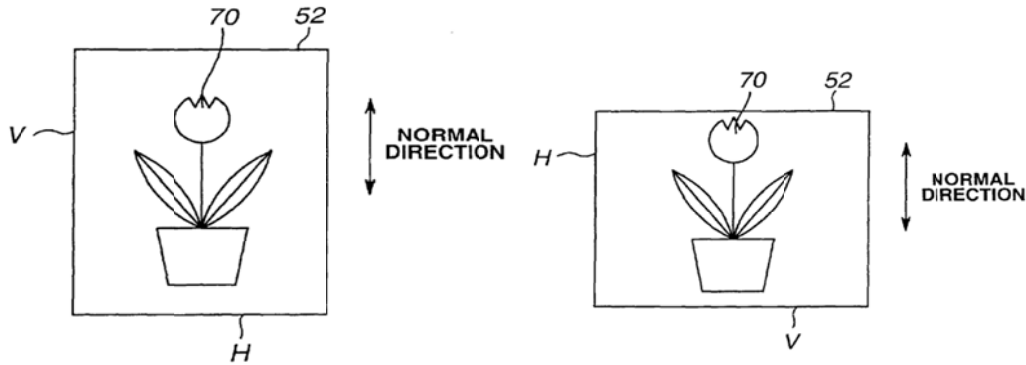 70
52
V
NORMAL
DIRECTION
H
70
52
H
NORMAL
DIRECTION
V